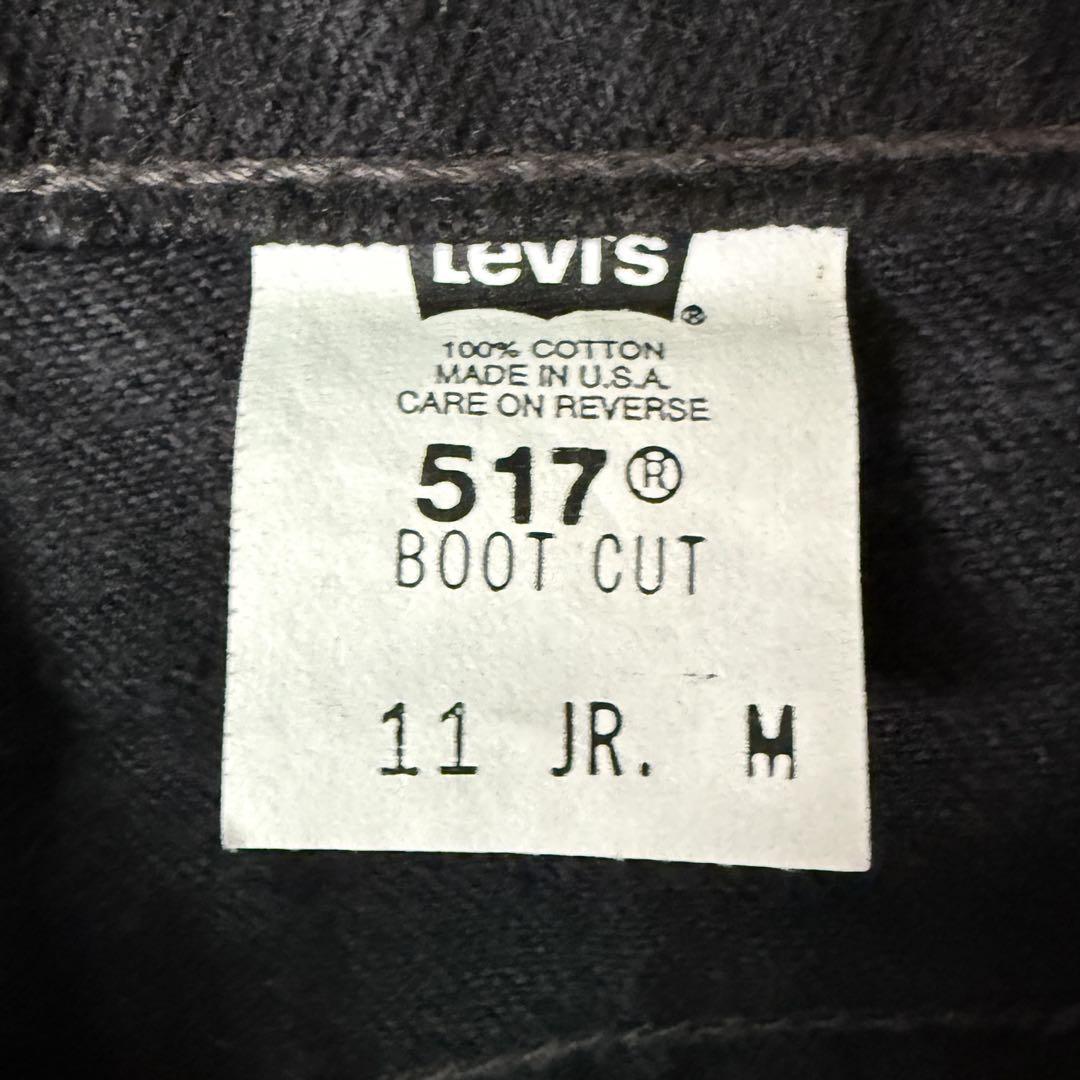 Levi's ®
100% COTTON
MADE IN U.S.A.
CARE ON REVERSE
517®
BOOT CUT
11 JR. M